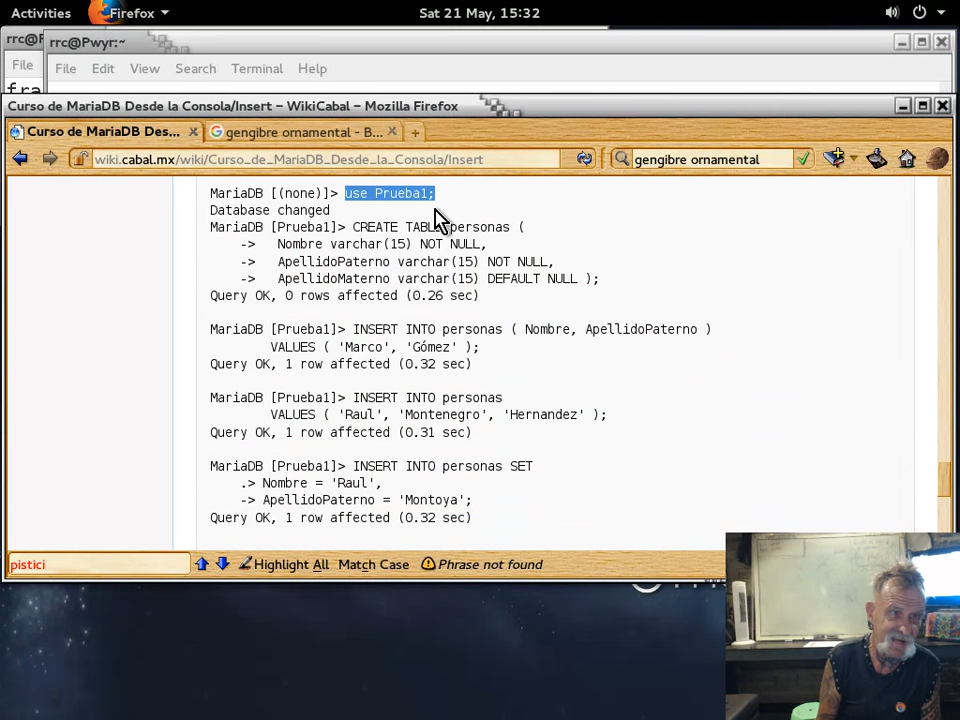 Activities Firefox Sat 21 May, 15:32
rrc@Pwyr:~
File
File Edit View Search Terminal Help
fra
Curso de MariaDB Desde la Consola/Insert – WikiCabal – Mozilla Firefox
Curso de MariaDB Des... gengibre ornamental - B...
wiki.cabal.mx/wiki/Curso_de_MariaDB_Desde_la_Consola/Insert gengibre ornamental
MariaDB [(none)]> use Prueba1;
Database changed
MariaDB [Prueba1]> CREATE TABLE personas (
-> Nombre varchar(15) NOT NULL,
-> ApellidoPaterno varchar(15) NOT NULL,
-> ApellidoMaterno varchar(15) DEFAULT NULL );
Query OK, 0 rows affected (0.26 sec)
MariaDB [Prueba1]> INSERT INTO personas ( Nombre, ApellidoPaterno )
VALUES ( 'Marco', 'Gómez' );
Query OK, 1 row affected (0.32 sec)
MariaDB [Prueba1]> INSERT INTO personas
VALUES ( 'Raul', 'Montenegro', 'Hernandez' );
Query OK, 1 row affected (0.31 sec)
MariaDB [Prueba1]> INSERT INTO personas SET
.> Nombre = 'Raul',
-> ApellidoPaterno = 'Montoya';
Query OK, 1 row affected (0.32 sec)
pistici Highlight All Match Case Phrase not found